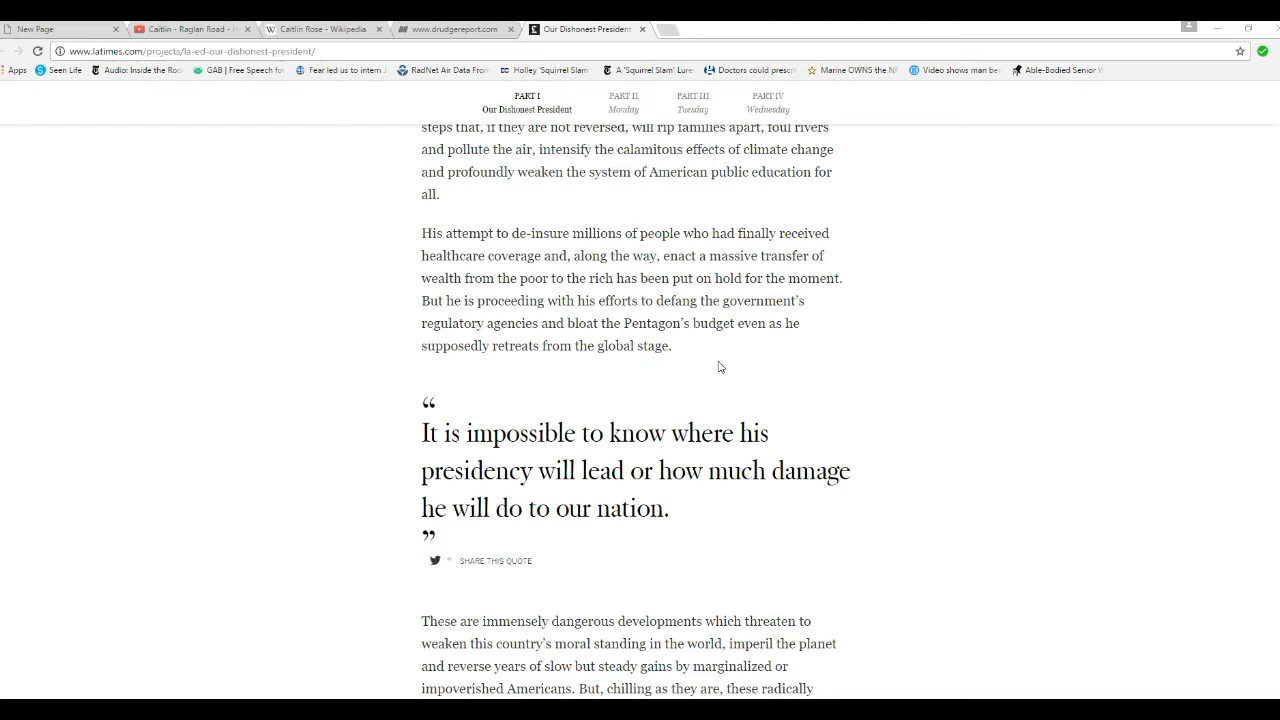 New Page
Caitlin - Raglan Road -
Caitlin Rose - Wikipedia
www.drudgereport.com
Our Dishonest President
www.latimes.com/projects/la-ed-our-dishonest-president/
Apps
Seen Life
Audio: Inside the Roo
GAB | Free Speech fo
Fear led us to intern J
RadNet Air Data From
Holley 'Squirrel Slam
A 'Squirrel Slam' Lure
Doctors could prescr
Marine OWNS the NF
Video shows man be
Able-Bodied Senior
PART I
PART II
PART III
PART IV
Our Dishonest President
Monday
Tuesday
Wednesday
steps that, if they are not reversed, will rip families apart, foul rivers
and pollute the air, intensify the calamitous effects of climate change
and profoundly weaken the system of American public education for
all.
His attempt to de-insure millions of people who had finally received
healthcare coverage and, along the way, enact a massive transfer of
wealth from the poor to the rich has been put on hold for the moment.
But he is proceeding with his efforts to defang the government's
regulatory agencies and bloat the Pentagon's budget even as he
supposedly retreats from the global stage.
“
It is impossible to know where his
presidency will lead or how much damage
he will do to our nation.
”
SHARE THIS QUOTE
These are immensely dangerous developments which threaten to
weaken this country's moral standing in the world, imperil the planet
and reverse years of slow but steady gains by marginalized or
impoverished Americans. But, chilling as they are, these radically